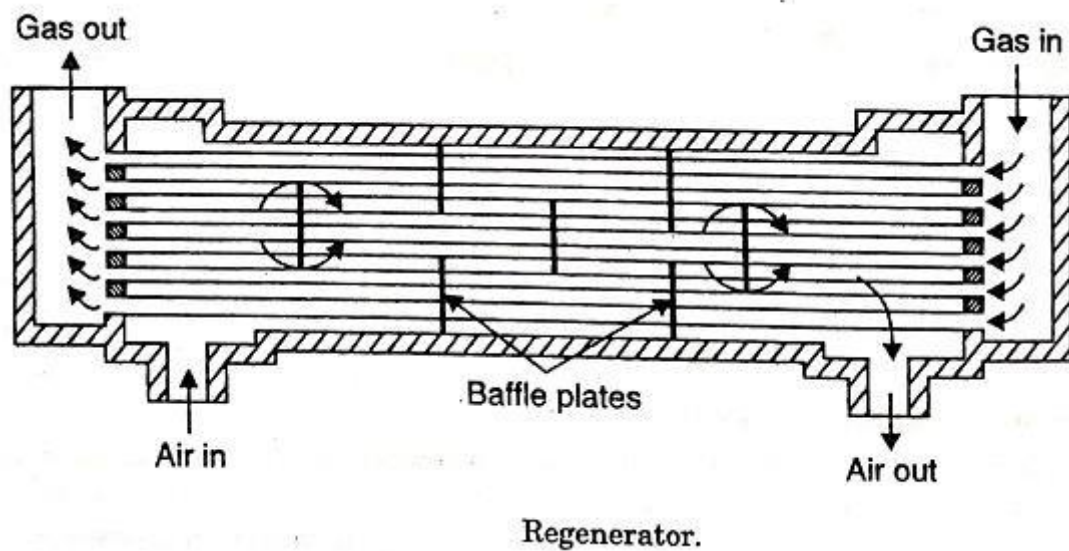 Gas out
Gas in
Baffle plates
Air in
Air out
Regenerator.